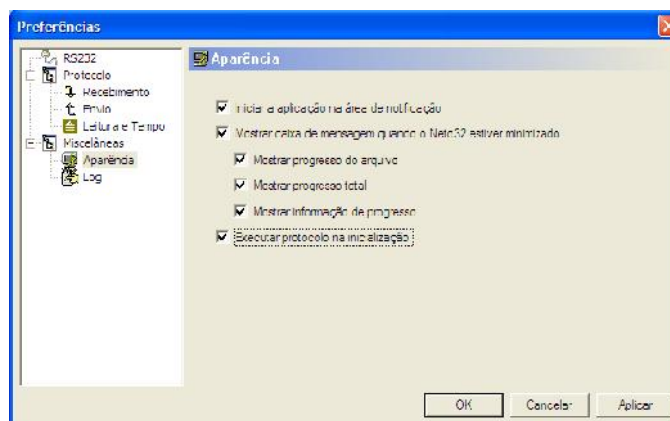 Preferências
RS232
Protocolo
Recebimento
Envio
Leitura e Tempo
Miscelâneas
Aparência
Log
Aparência
Iniciar a aplicação na área de notificação
Mostrar caixa de mensagem quando o Neto32 estiver minimizado
Mostrar progresso do arquivo
Mostrar progresso total
Mostrar informação de progresso
Executar protocolo na inicialização
OK
Cancelar
Aplicar